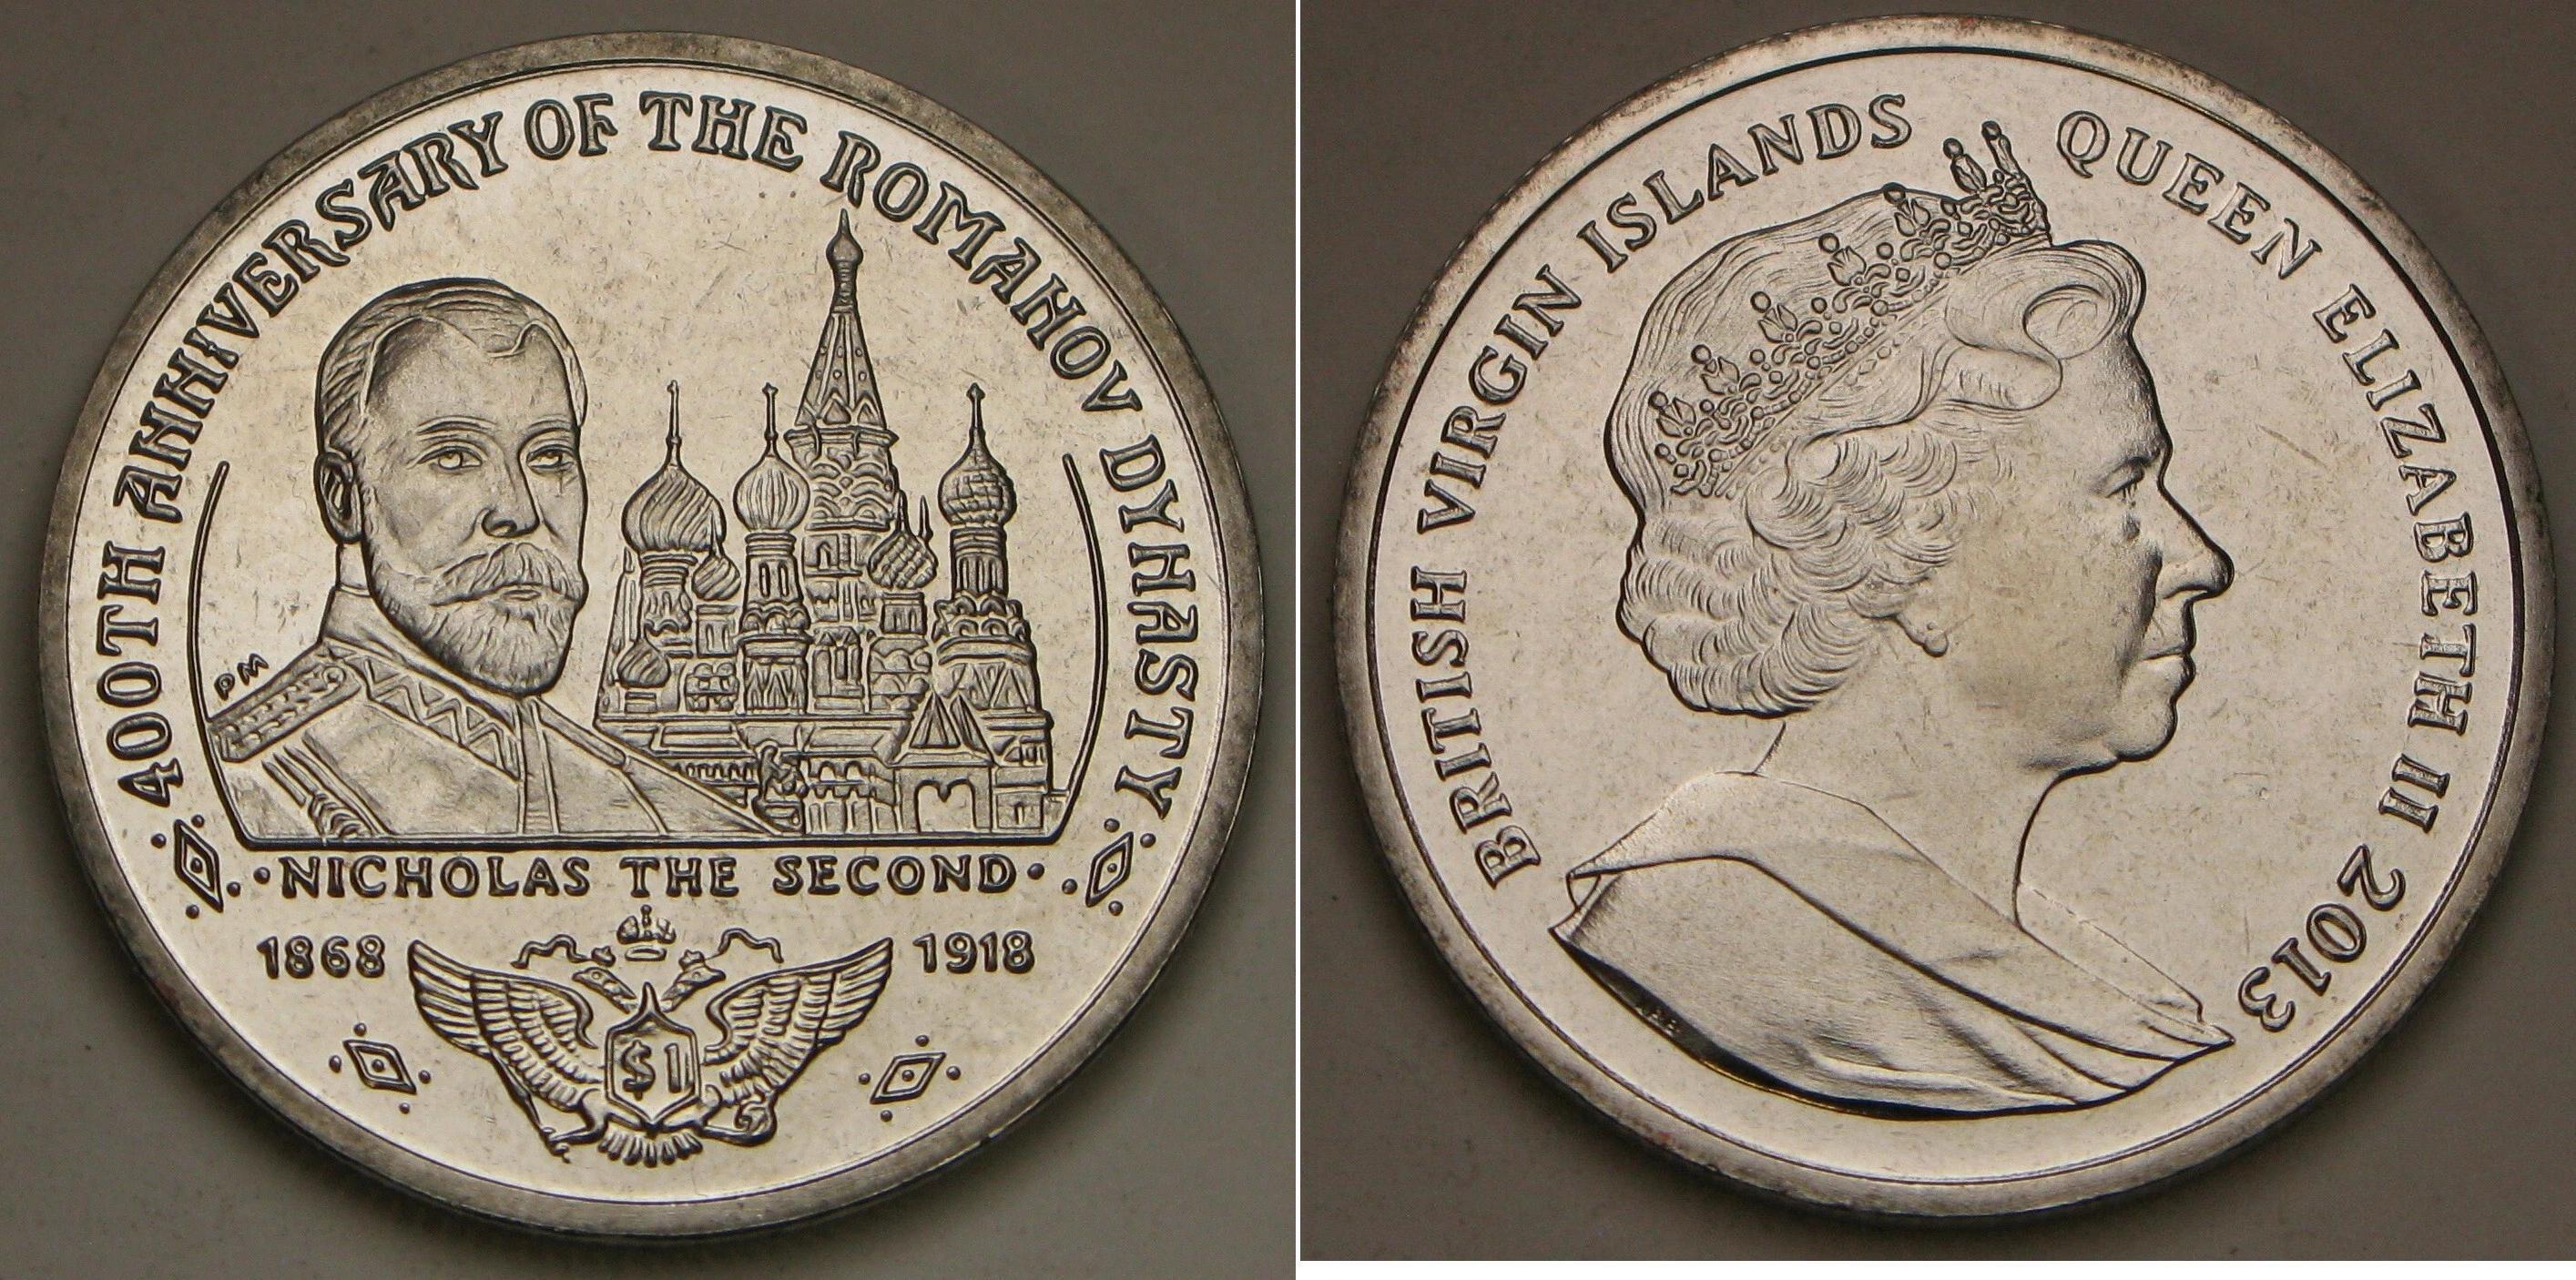 400TH ANNIVERSARY OF THE ROMANOV DYNASTY
PM
·NICHOLAS THE SECOND·
1868 1918
$1
BRITISH VIRGIN ISLANDS QUEEN ELIZABETH II 2013